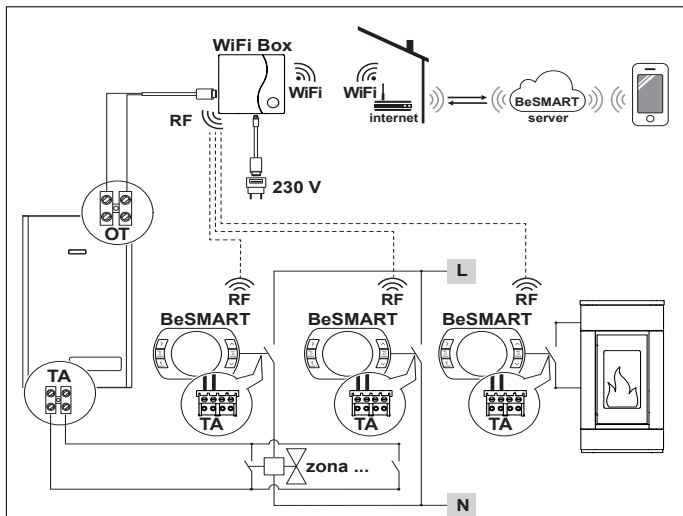 WiFi Box
WiFi
WiFi
internet
BeSMART
server
RF
230 V
OT
L
RF
RF
RF
BeSMART
BeSMART
BeSMART
TA
TA
TA
TA
zona ...
N